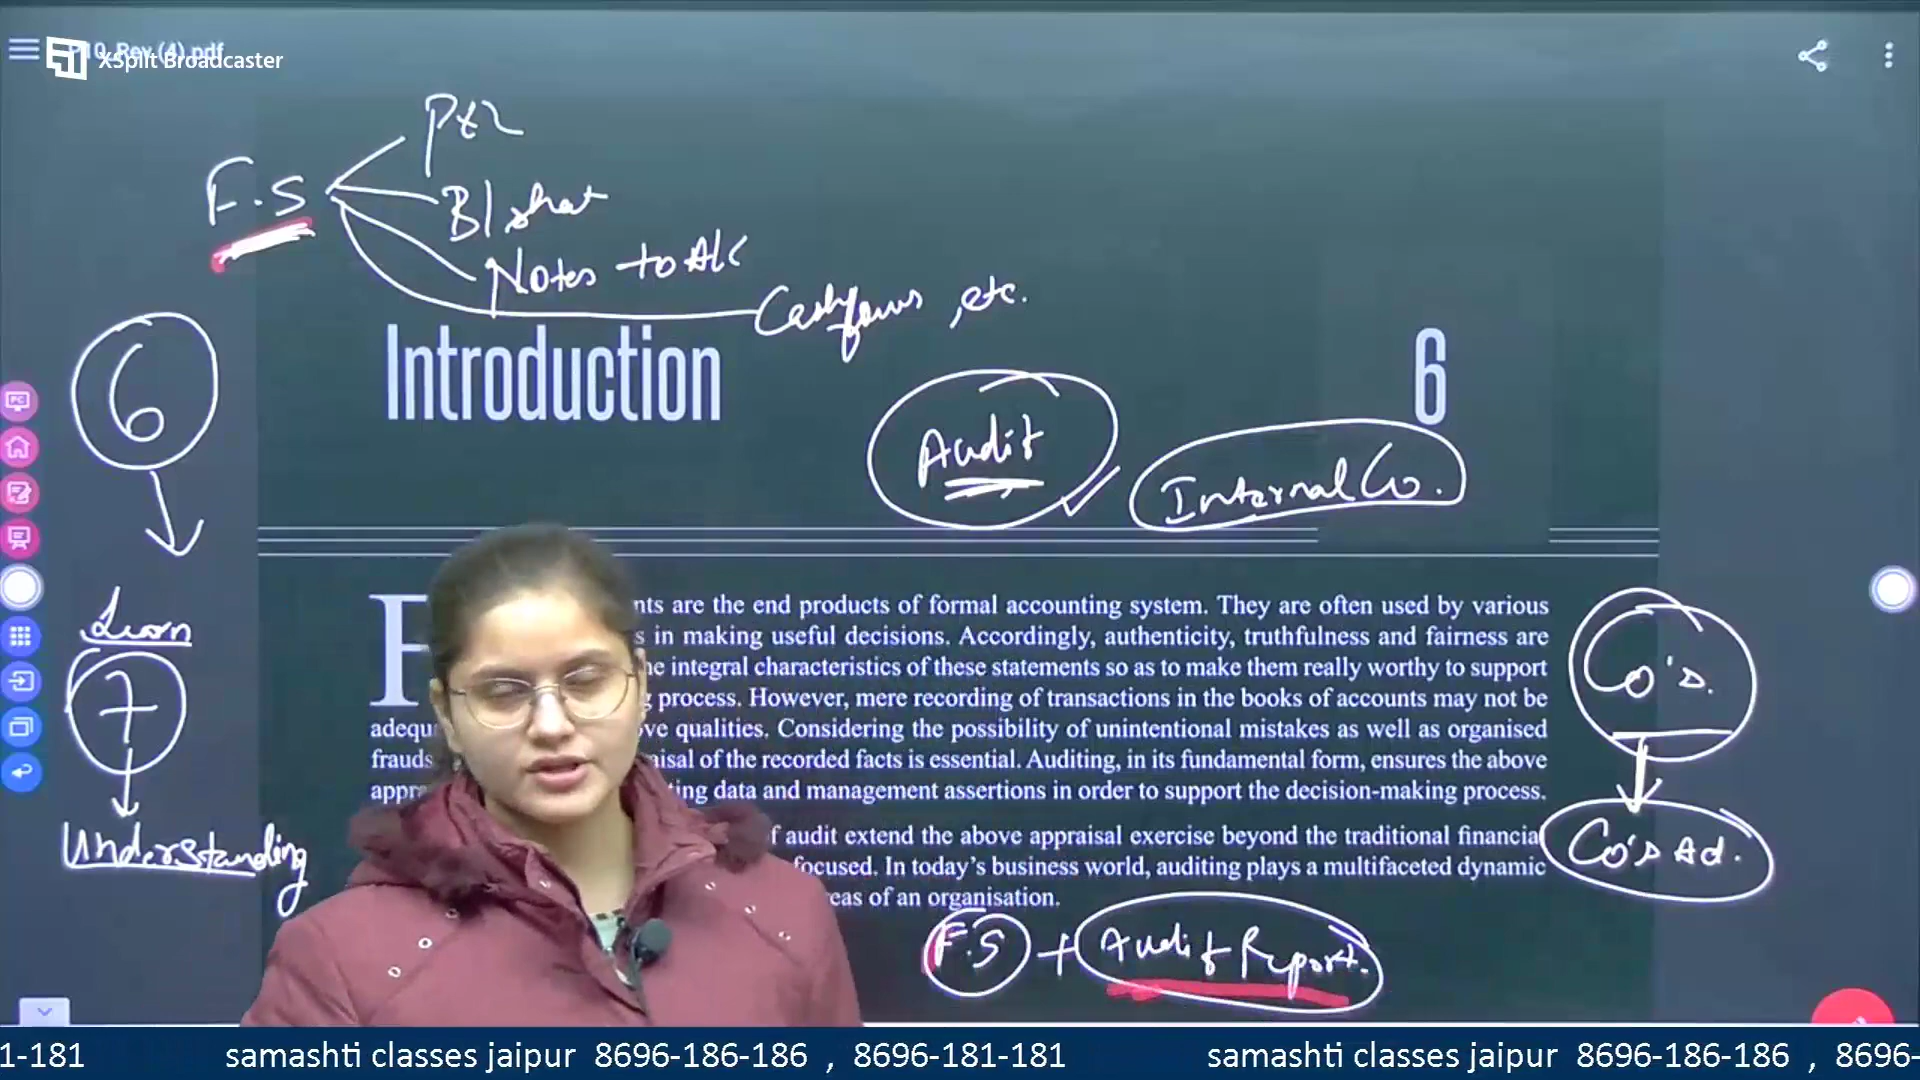 P10_Rev (4).pdf
XSplit Broadcaster
P&L
F.S
B/sheet
Notes to A/c
Cashflows, etc.
Introduction
6
6
Audit
Internal Co.
Learn
7
Understanding
nts are the end products of formal accounting system. They are often used by various
s in making useful decisions. Accordingly, authenticity, truthfulness and fairness are
he integral characteristics of these statements so as to make them really worthy to support
g process. However, mere recording of transactions in the books of accounts may not be
adequ ve qualities. Considering the possibility of unintentional mistakes as well as organised
frauds aisal of the recorded facts is essential. Auditing, in its fundamental form, ensures the above
appr ting data and management assertions in order to support the decision-making process.
f audit extend the above appraisal exercise beyond the traditional financial
focused. In today's business world, auditing plays a multifaceted dynamic
eas of an organisation.
Co's.
Co's Ad.
F.S + Audit Report.
1-181 samashti classes jaipur 8696-186-186 , 8696-181-181 samashti classes jaipur 8696-186-186 , 8696-